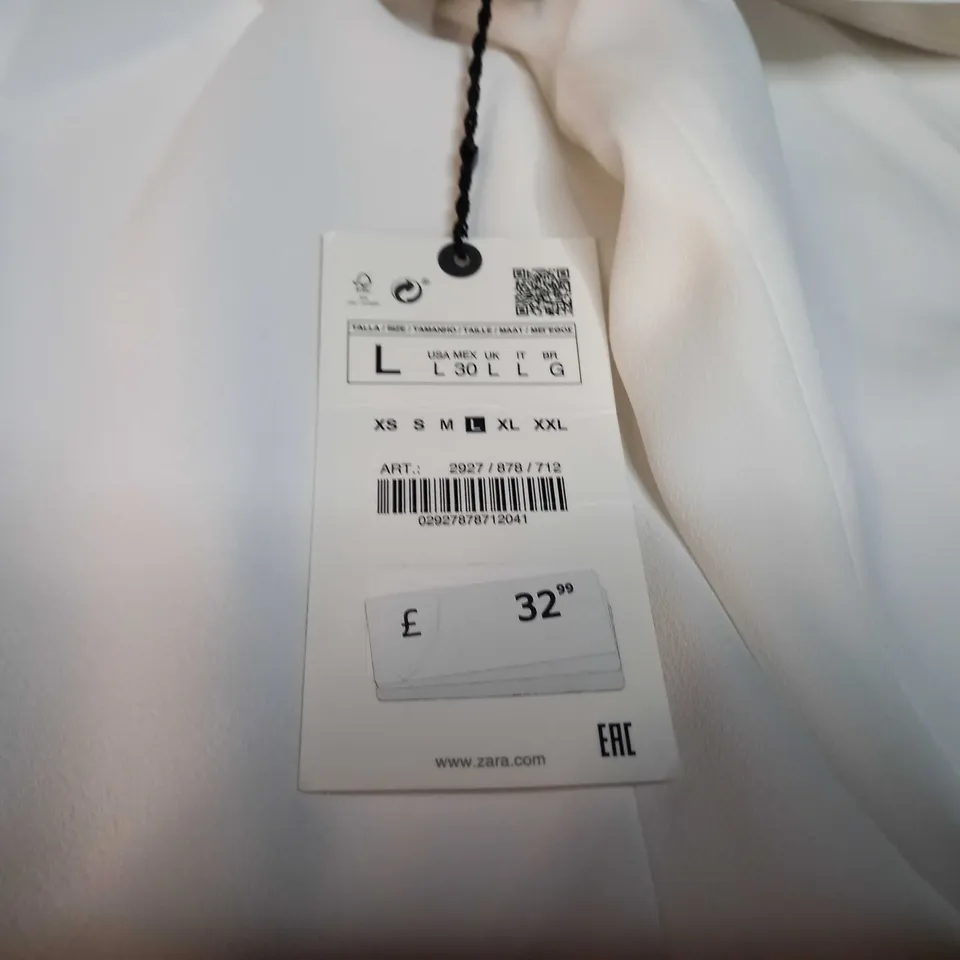 TALLA / SIZE / TAMANHO / TAILLE / MAAT / ΜΕΓΕΘΟΣ
L USA MEX UK IT BR
L 30 L L G
XS S M L XL XXL
ART.: 2927 / 878 / 712
02927878712041
£ 32⁹⁹
EAC
www.zara.com